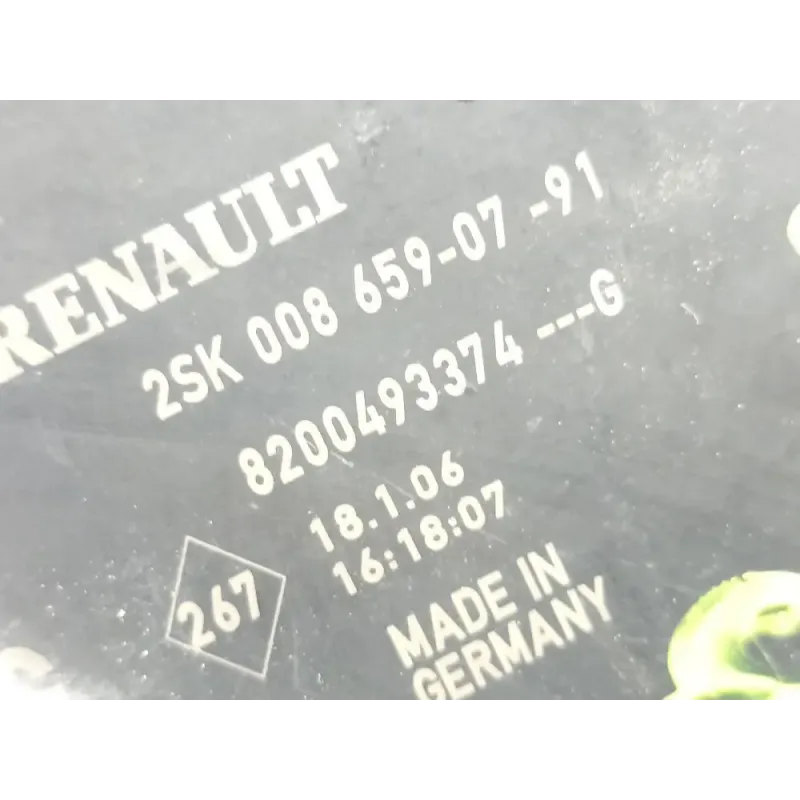 RENAULT
2SK 008 659-07 -91
8200493374 ---G
18.1.06
16:18:07
267
MADE IN
GERMANY